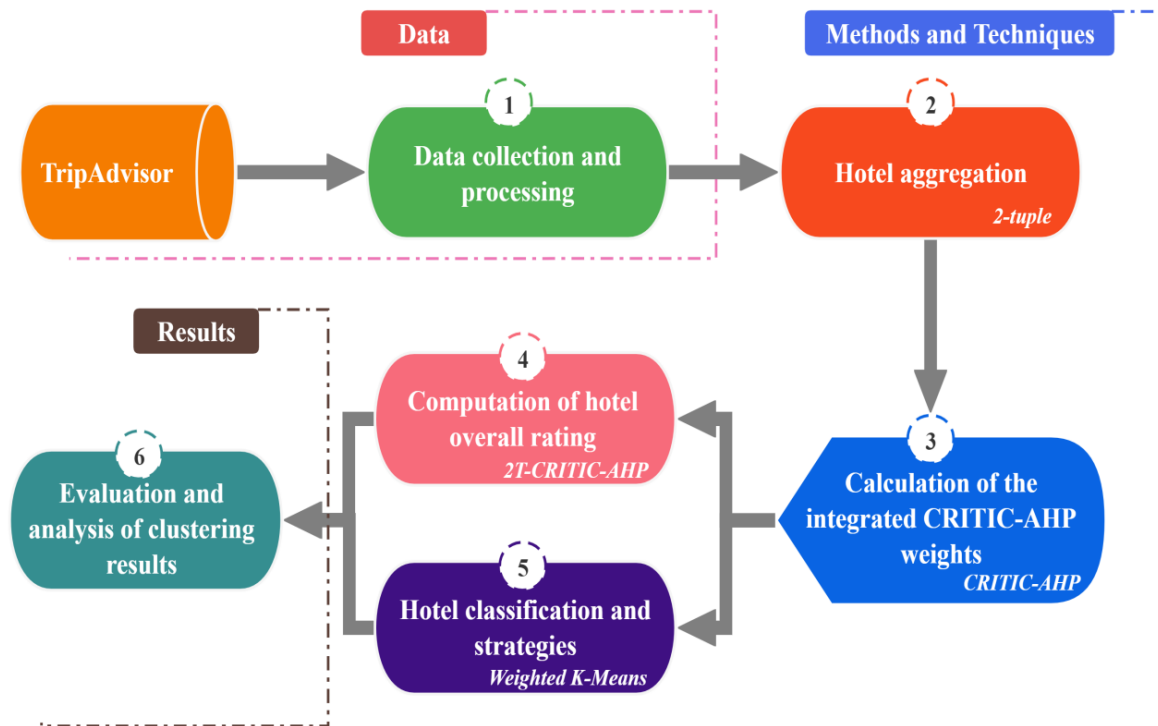 Data
Methods and Techniques
TripAdvisor
1
Data collection and
processing
2
Hotel aggregation
2-tuple
Results
3
Calculation of the
integrated CRITIC-AHP
weights
CRITIC-AHP
4
Computation of hotel
overall rating
2T-CRITIC-AHP
5
Hotel classification and
strategies
Weighted K-Means
6
Evaluation and
analysis of clustering
results